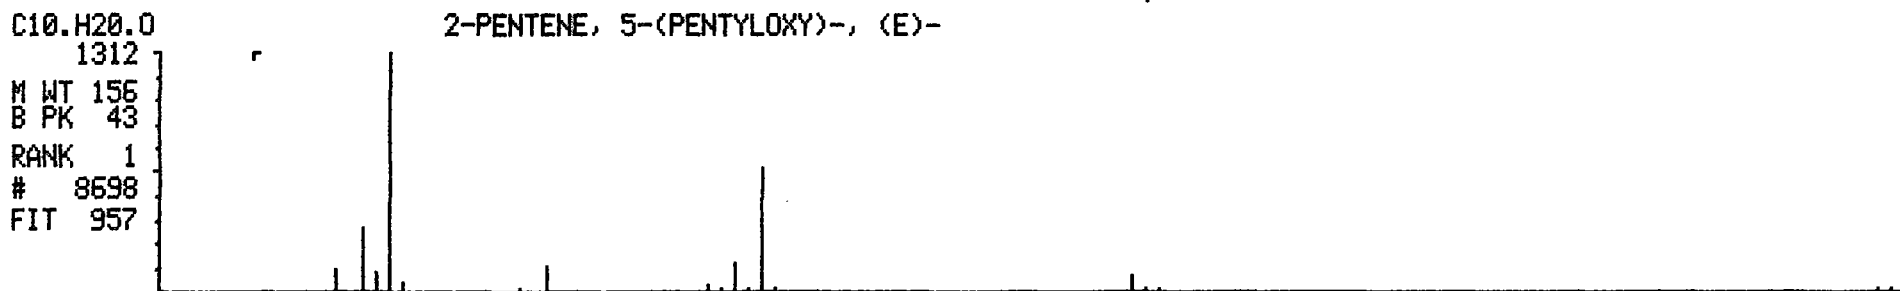 C10.H20.O 2-PENTENE, 5-(PENTYLOXY)-, (E)-
1312
M WT 156
B PK 43
RANK 1
# 8698
FIT 957